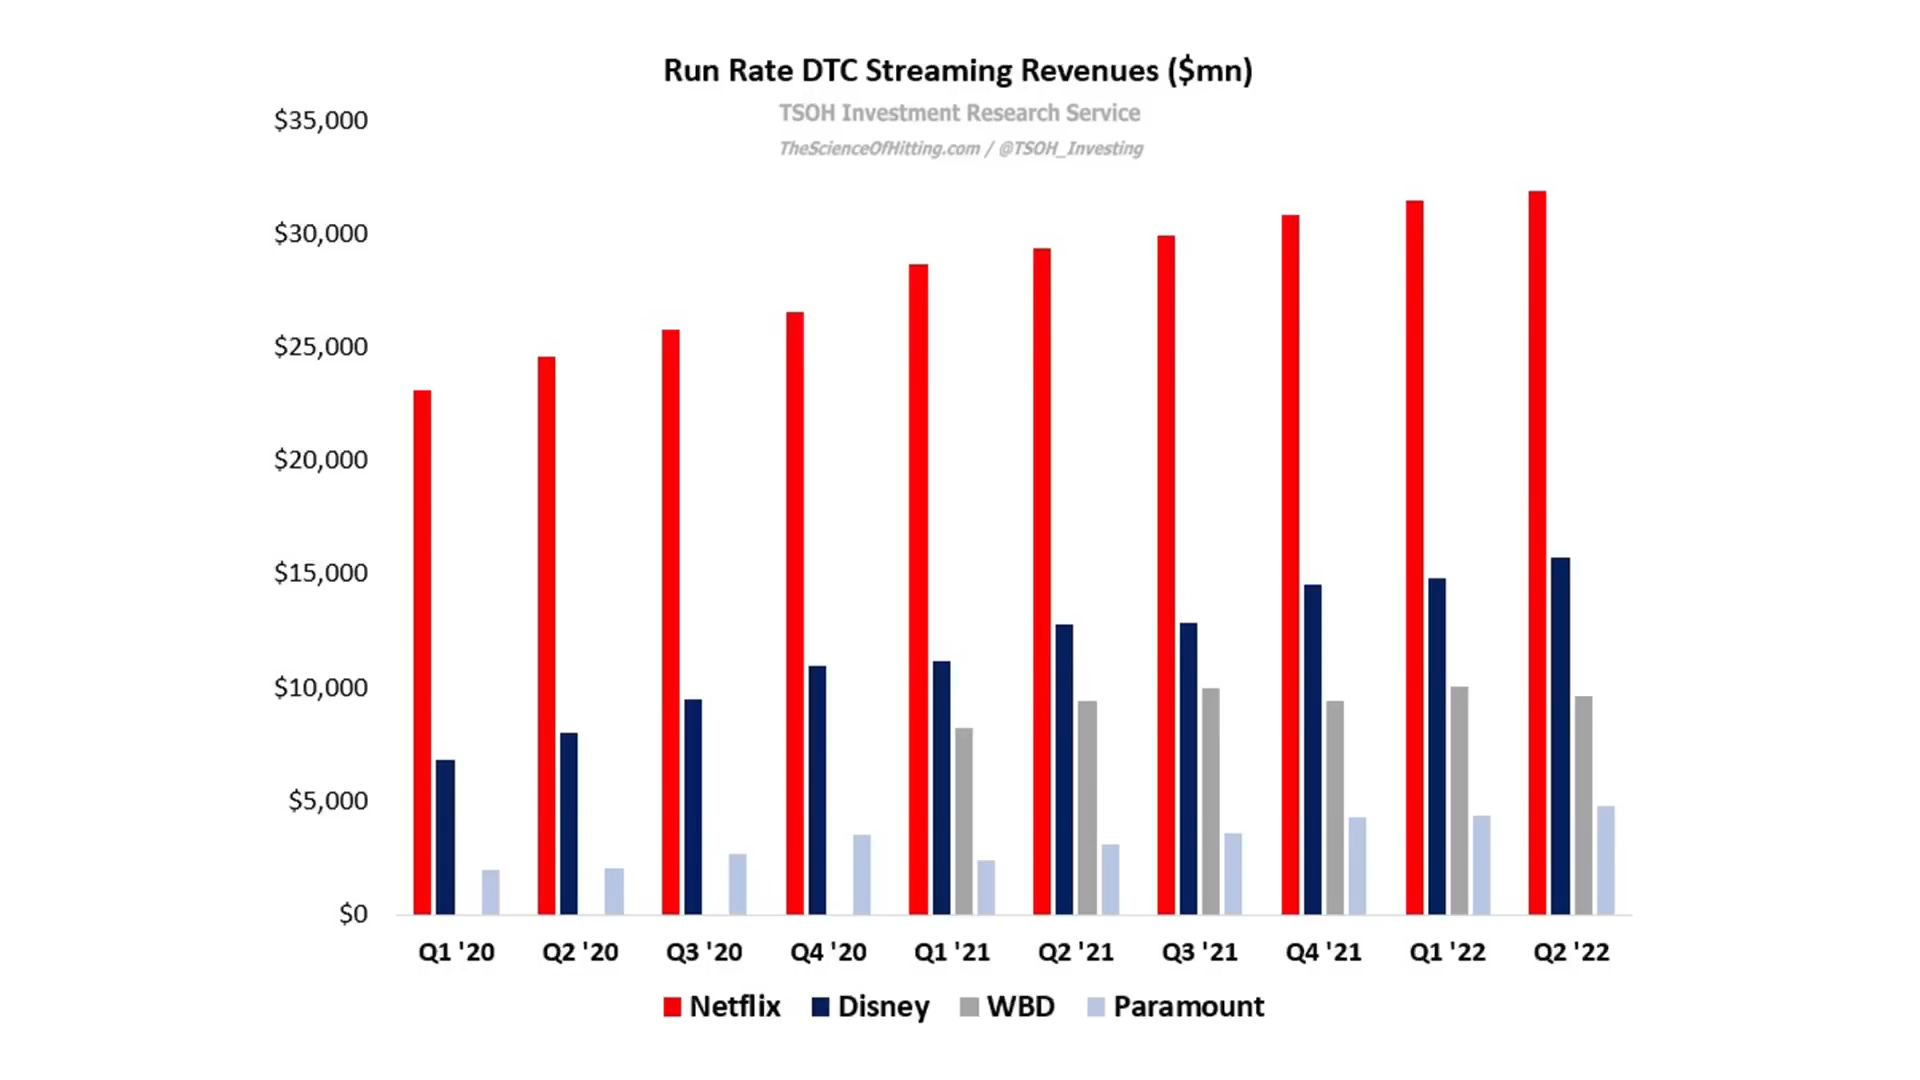 Run Rate DTC Streaming Revenues ($mn)
TSOH Investment Research Service
TheScienceOfHitting.com / @TSOH_Investing
$35,000
$30,000
$25,000
$20,000
$15,000
$10,000
$5,000
$0
Q1 '20 Q2 '20 Q3 '20 Q4 '20 Q1 '21 Q2 '21 Q3 '21 Q4 '21 Q1 '22 Q2 '22
Netflix Disney WBD Paramount